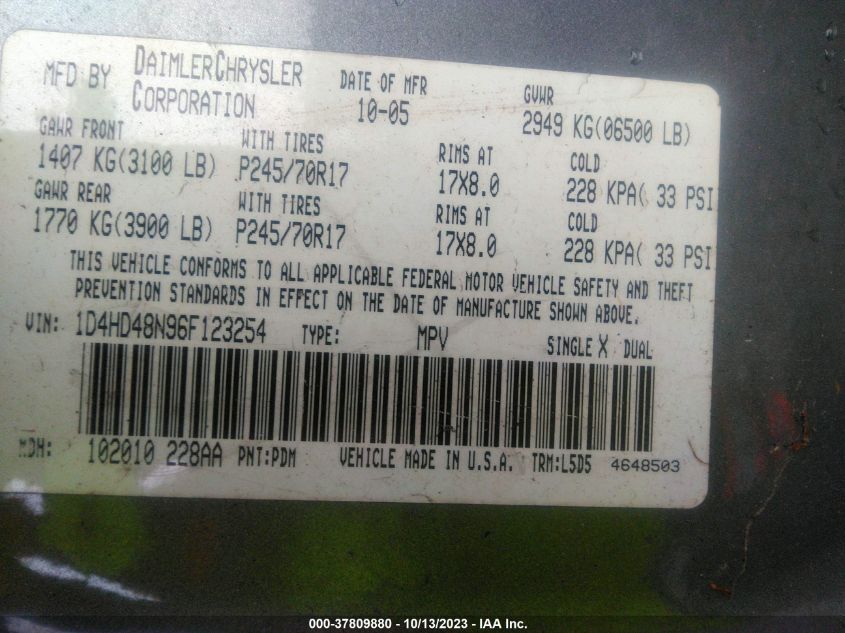 MFD BY DAIMLERCHRYSLER CORPORATION DATE OF MFR 10-05 GVWR 2949 KG(06500 LB)
GAWR FRONT WITH TIRES RIMS AT COLD
1407 KG(3100 LB) P245/70R17 17X8.0 228 KPA( 33 PSI
GAWR REAR WITH TIRES RIMS AT COLD
1770 KG(3900 LB) P245/70R17 17X8.0 228 KPA( 33 PSI
THIS VEHICLE CONFORMS TO ALL APPLICABLE FEDERAL MOTOR VEHICLE SAFETY AND THEFT
PREVENTION STANDARDS IN EFFECT ON THE DATE OF MANUFACTURE SHOWN ABOVE.
VIN: 1D4HD48N96F123254 TYPE: MPV SINGLE X DUAL
MDH: 102010 228AA PNT:PDM VEHICLE MADE IN U.S.A. TRM:L5D5 4648503
000-37809880 - 10/13/2023 - IAA Inc.